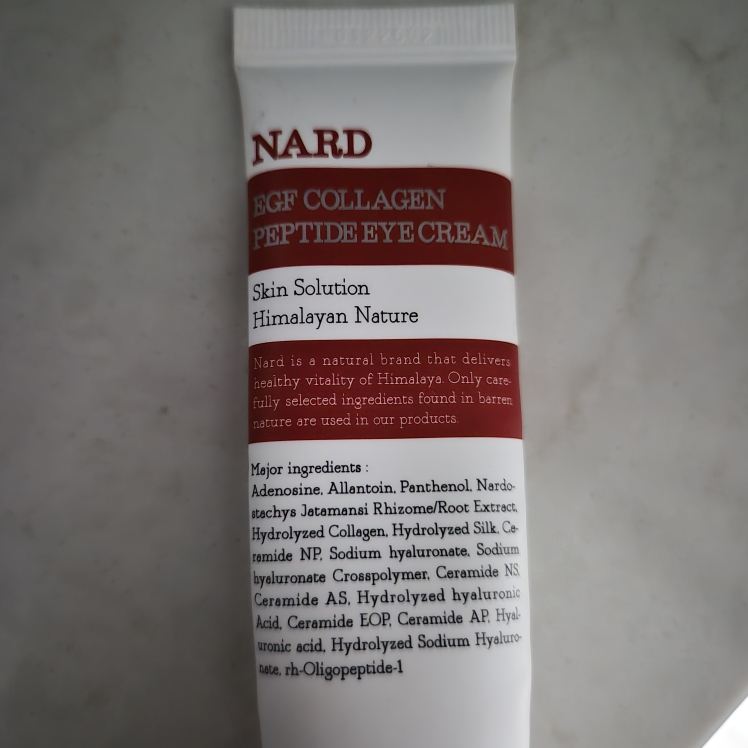 NARD
EGF COLLAGEN
PEPTIDE EYE CREAM
Skin Solution
Himalayan Nature
Nard is a natural brand that delivers
healthy vitality of Himalaya. Only care-
fully selected ingredients found in barren
nature are used in our products.
Major ingredients :
Adenosine, Allantoin, Panthenol, Nardo-
stachys Jatamansi Rhizome/Root Extract,
Hydrolyzed Collagen, Hydrolyzed Silk, Ce-
ramide NP, Sodium hyaluronate, Sodium
hyaluronate Crosspolymer, Ceramide NS,
Ceramide AS, Hydrolyzed hyaluronic
Acid, Ceramide EOP, Ceramide AP, Hyal-
uronic acid, Hydrolyzed Sodium Hyaluro-
nate, rh-Oligopeptide-1